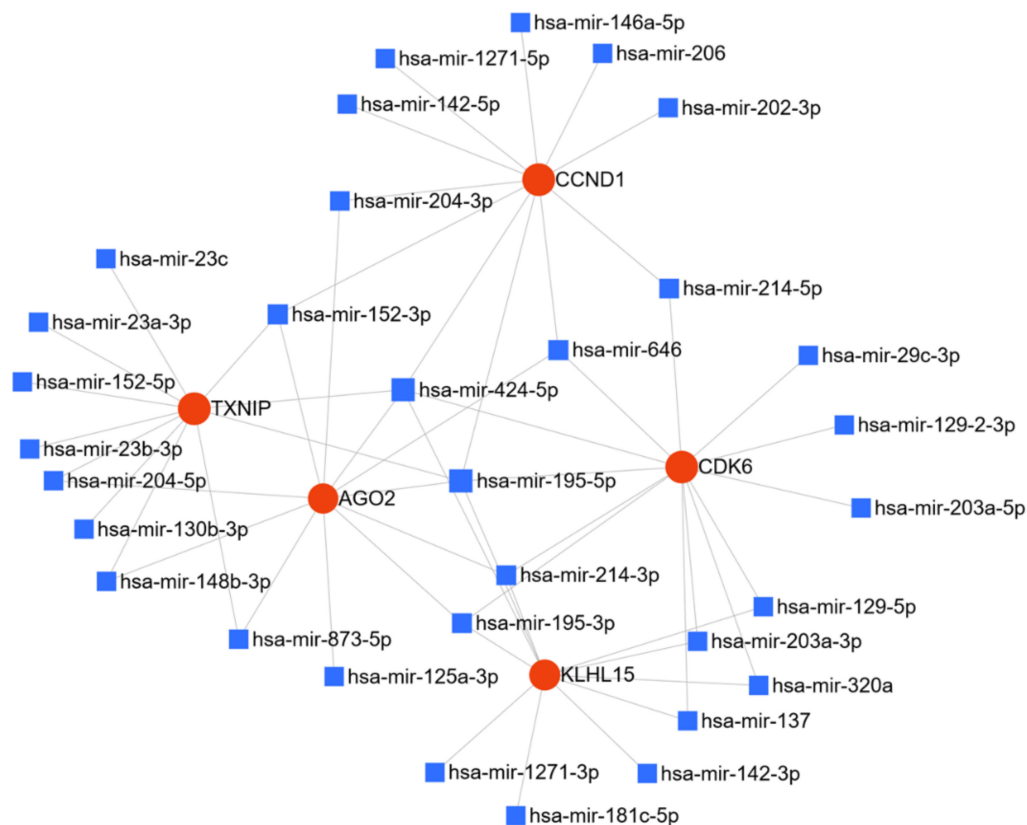 hsa-mir-146a-5p
hsa-mir-206
hsa-mir-1271-5p
hsa-mir-142-5p
hsa-mir-202-3p
CCND1
hsa-mir-204-3p
hsa-mir-23c
hsa-mir-214-5p
hsa-mir-152-3p
hsa-mir-23a-3p
hsa-mir-646
hsa-mir-29c-3p
hsa-mir-152-5p
hsa-mir-424-5p
TXNIP
hsa-mir-129-2-3p
hsa-mir-23b-3p
CDK6
hsa-mir-204-5p
hsa-mir-195-5p
AGO2
hsa-mir-203a-5p
hsa-mir-130b-3p
hsa-mir-214-3p
hsa-mir-148b-3p
hsa-mir-129-5p
hsa-mir-195-3p
hsa-mir-873-5p
hsa-mir-203a-3p
KLHL15
hsa-mir-125a-3p
hsa-mir-320a
hsa-mir-137
hsa-mir-1271-3p
hsa-mir-142-3p
hsa-mir-181c-5p